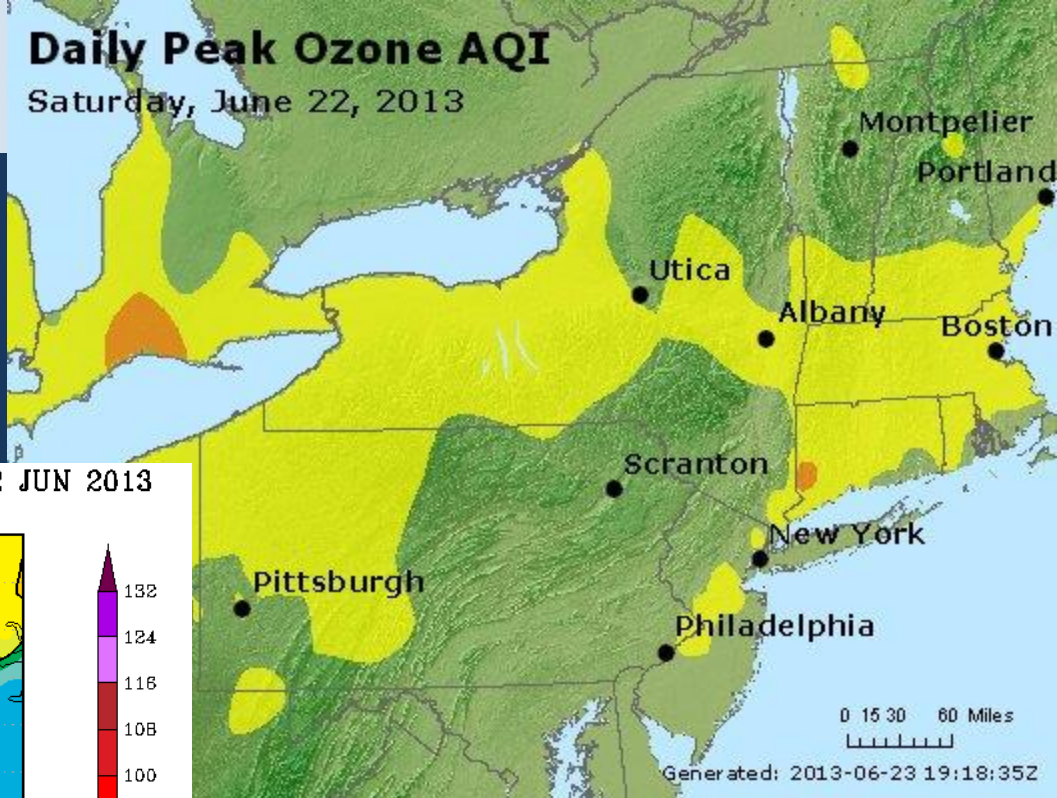 Daily Peak Ozone AQI
Saturday, June 22, 2013
Montpelier
Portland
Utica
Albany
Boston
Scranton
New York
Pittsburgh
Philadelphia
0 15 30 60 Miles
Generated: 2013-06-23 19:18:35Z
JUN 2013
132
124
116
108
100